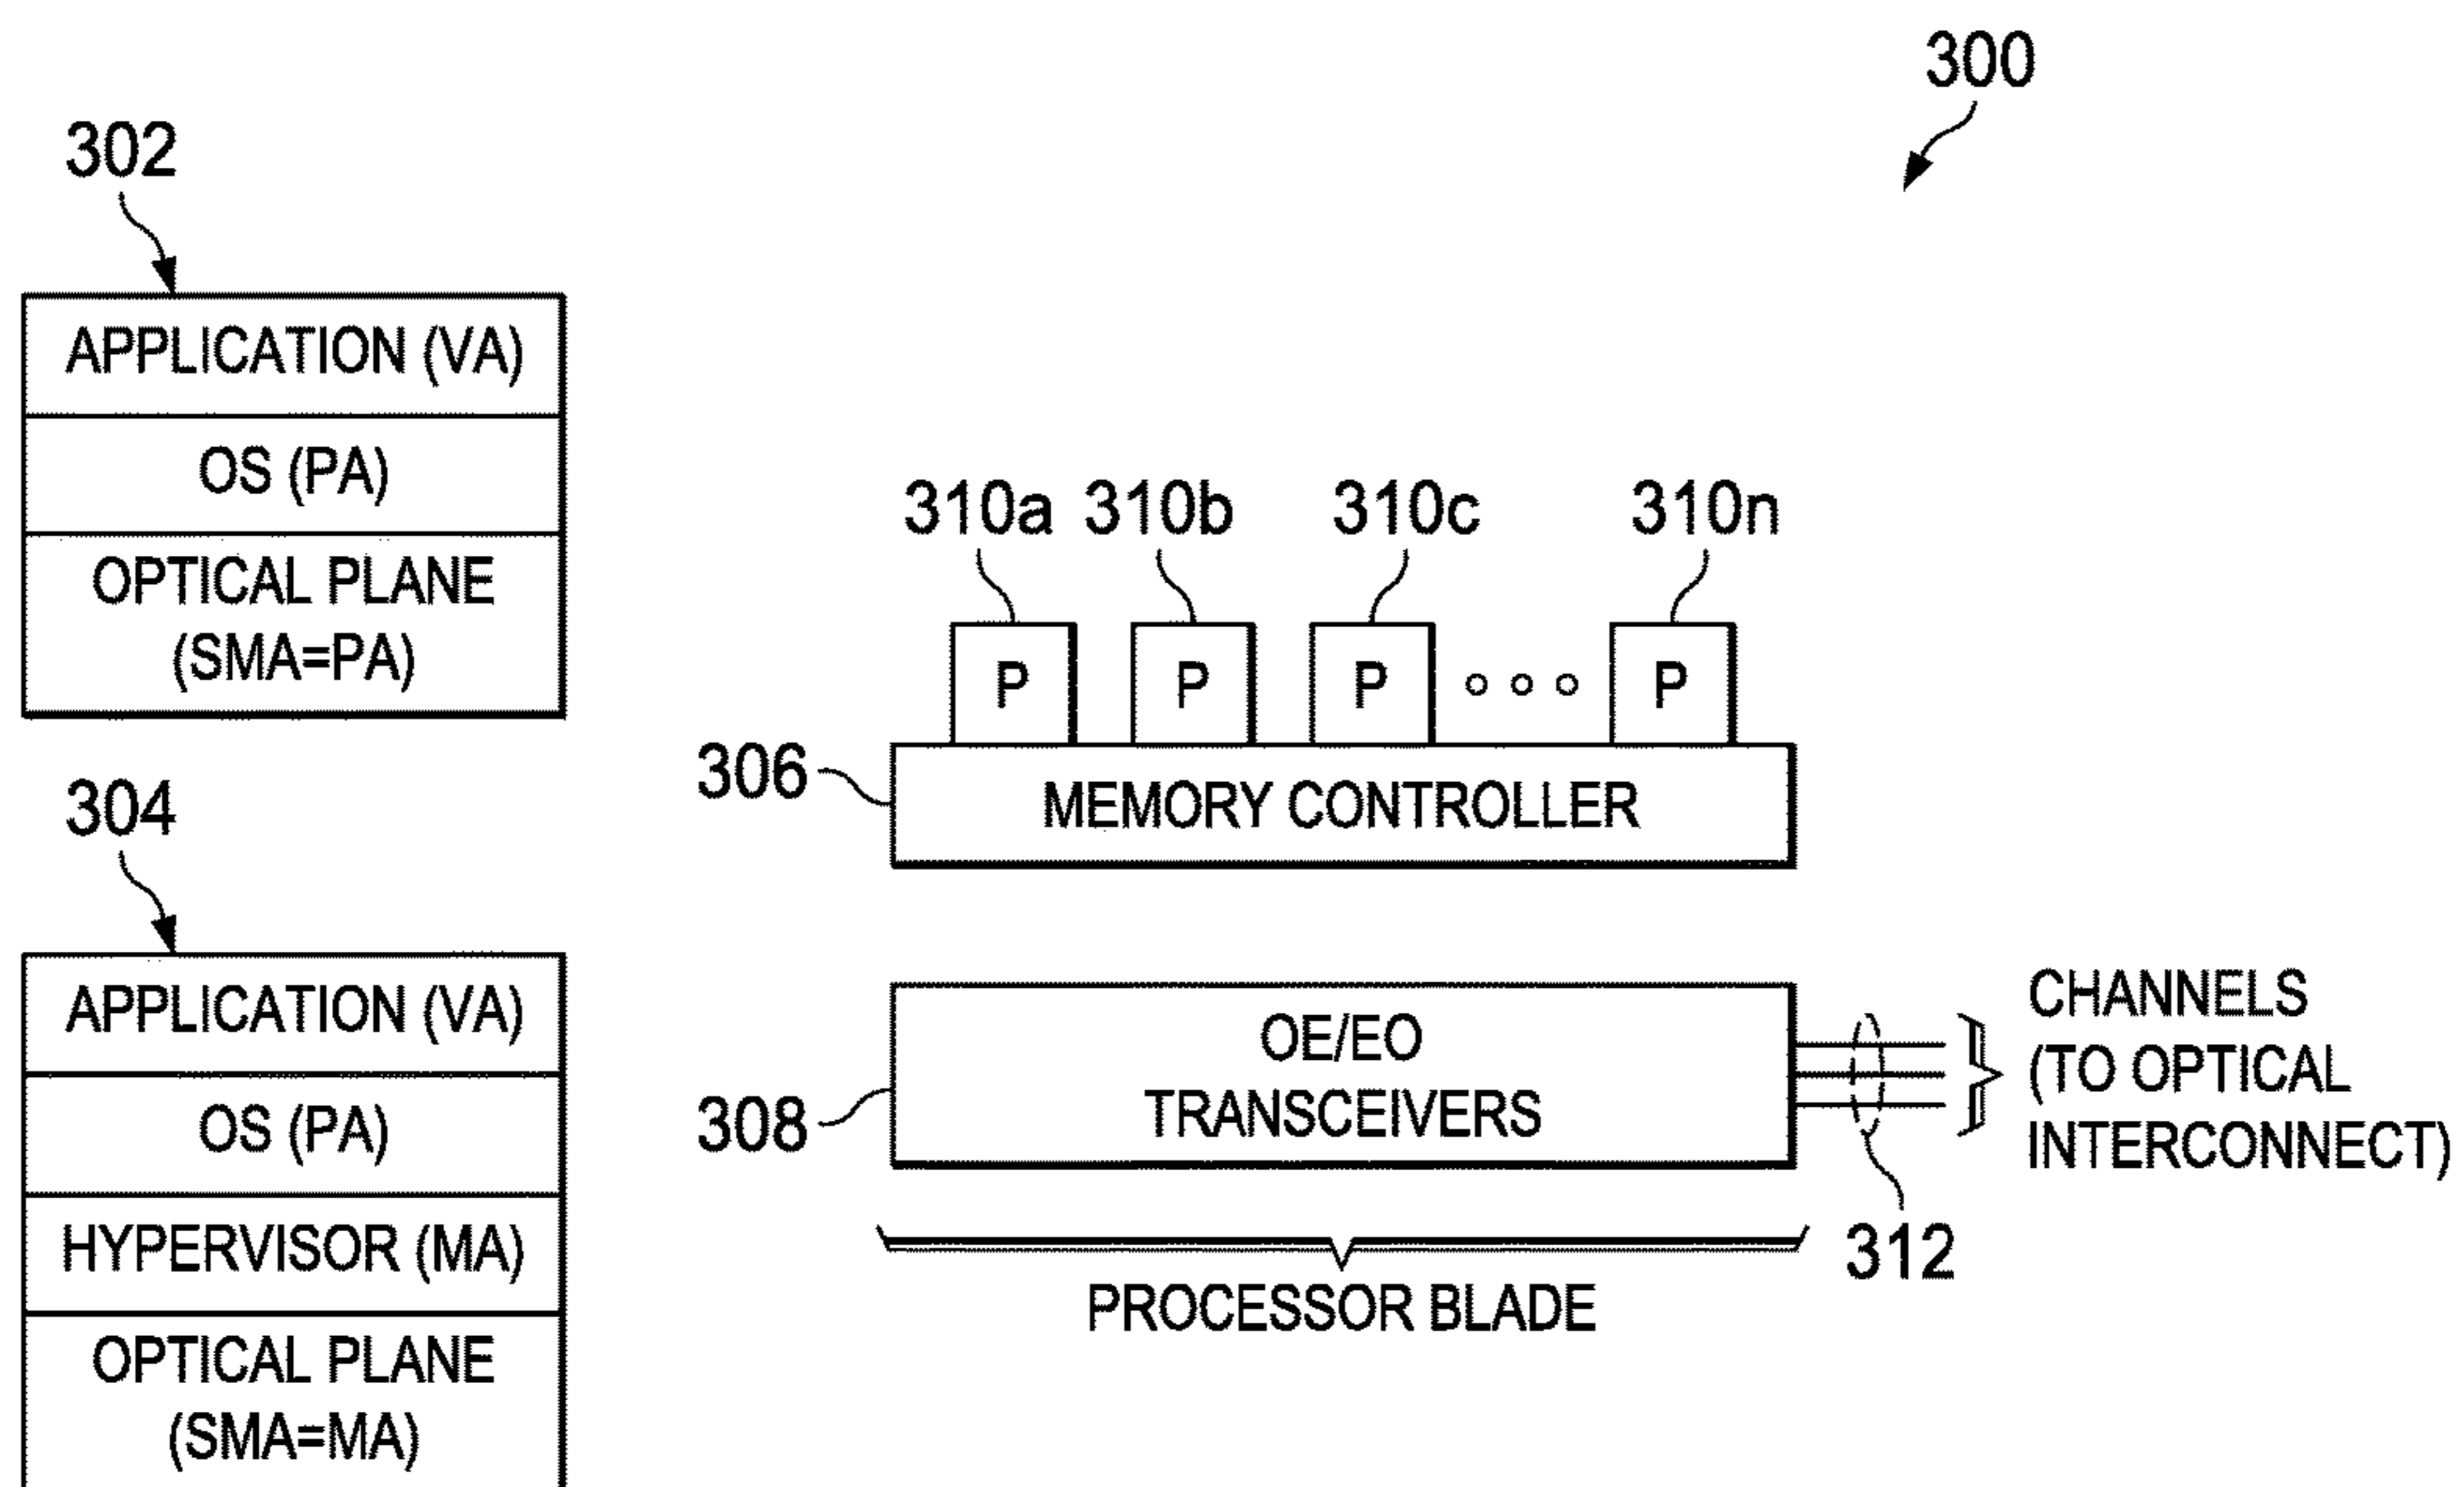 300
302
APPLICATION (VA)
OS (PA)
OPTICAL PLANE
(SMA=PA)
304
APPLICATION (VA)
OS (PA)
HYPERVISOR (MA)
OPTICAL PLANE
(SMA=MA)
310a 310b 310c 310n
P P P P
306
MEMORY CONTROLLER
308
OE/EO
TRANSCEIVERS
CHANNELS
(TO OPTICAL
INTERCONNECT)
312
PROCESSOR BLADE